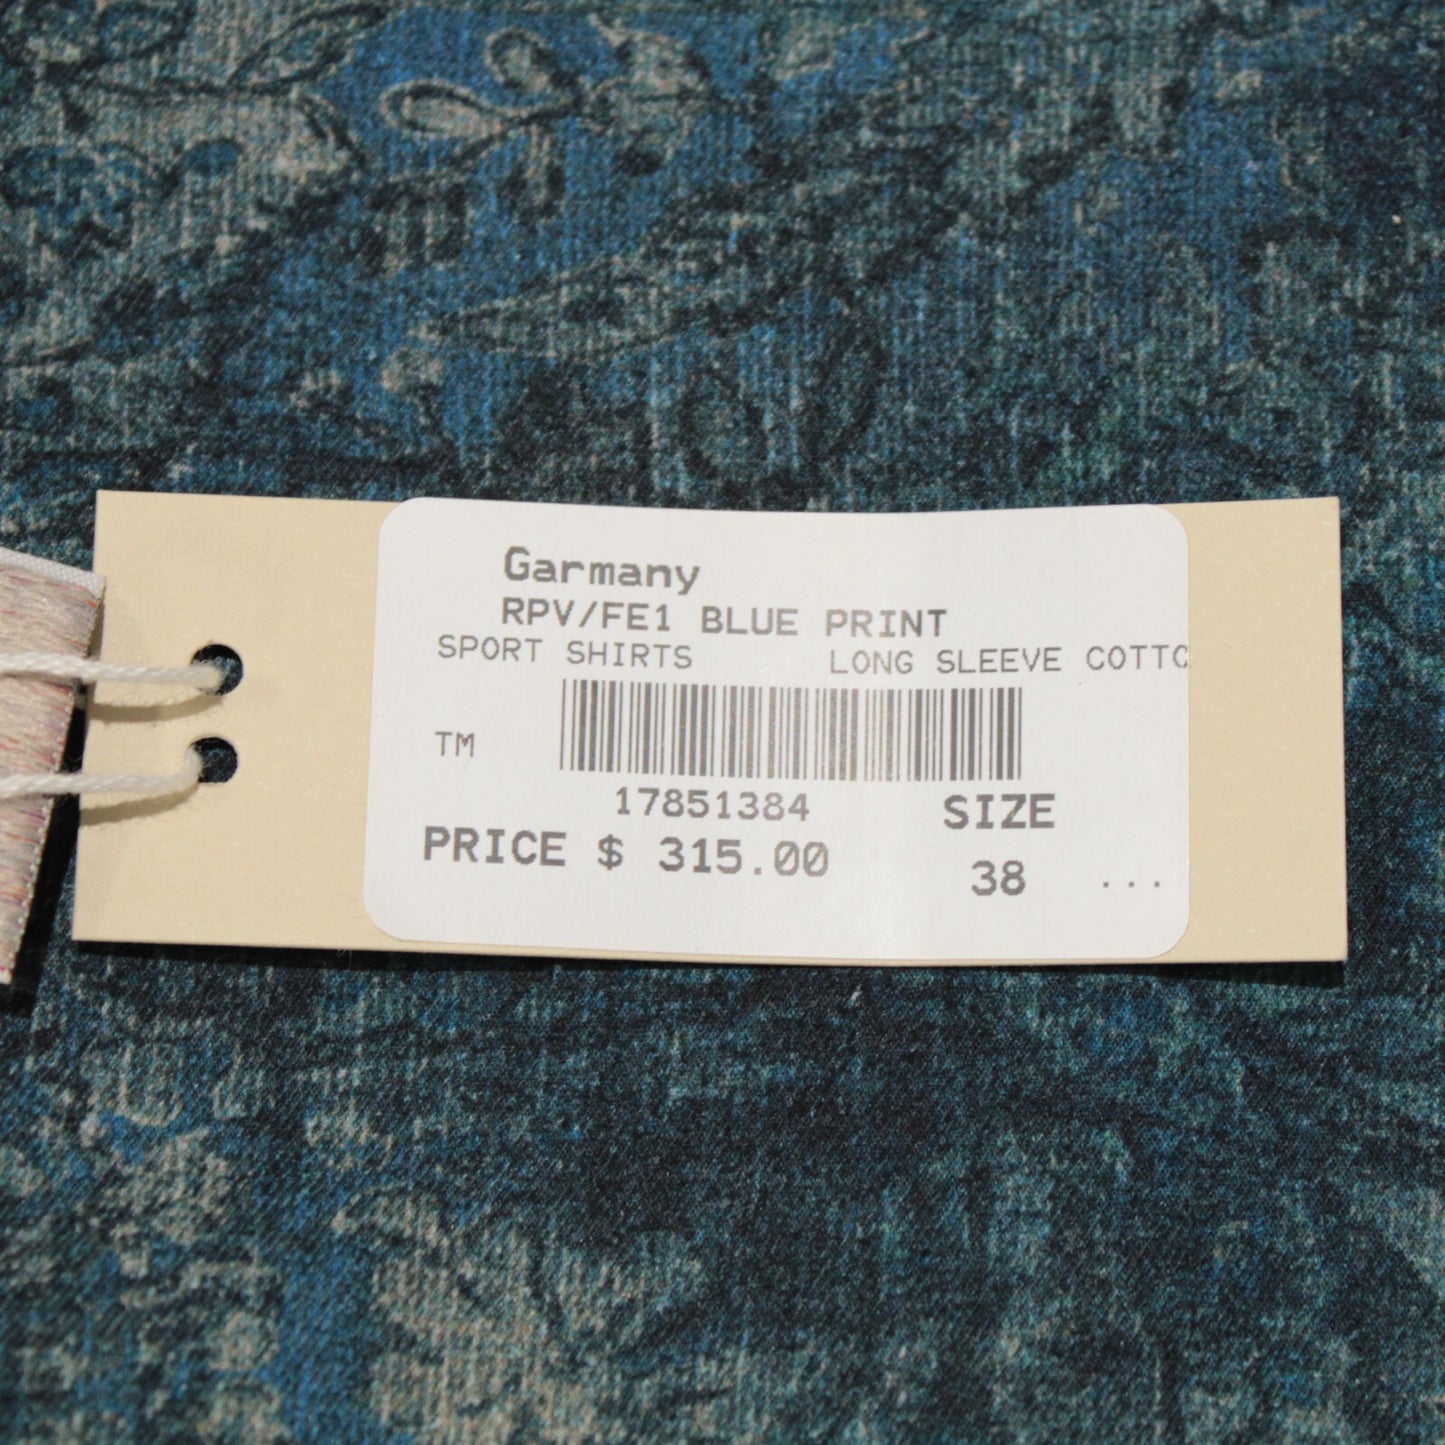 Garmany
RPV/FE1 BLUE PRINT
SPORT SHIRTS LONG SLEEVE COTTO
TM
17851384 SIZE
PRICE $ 315.00 38 ...